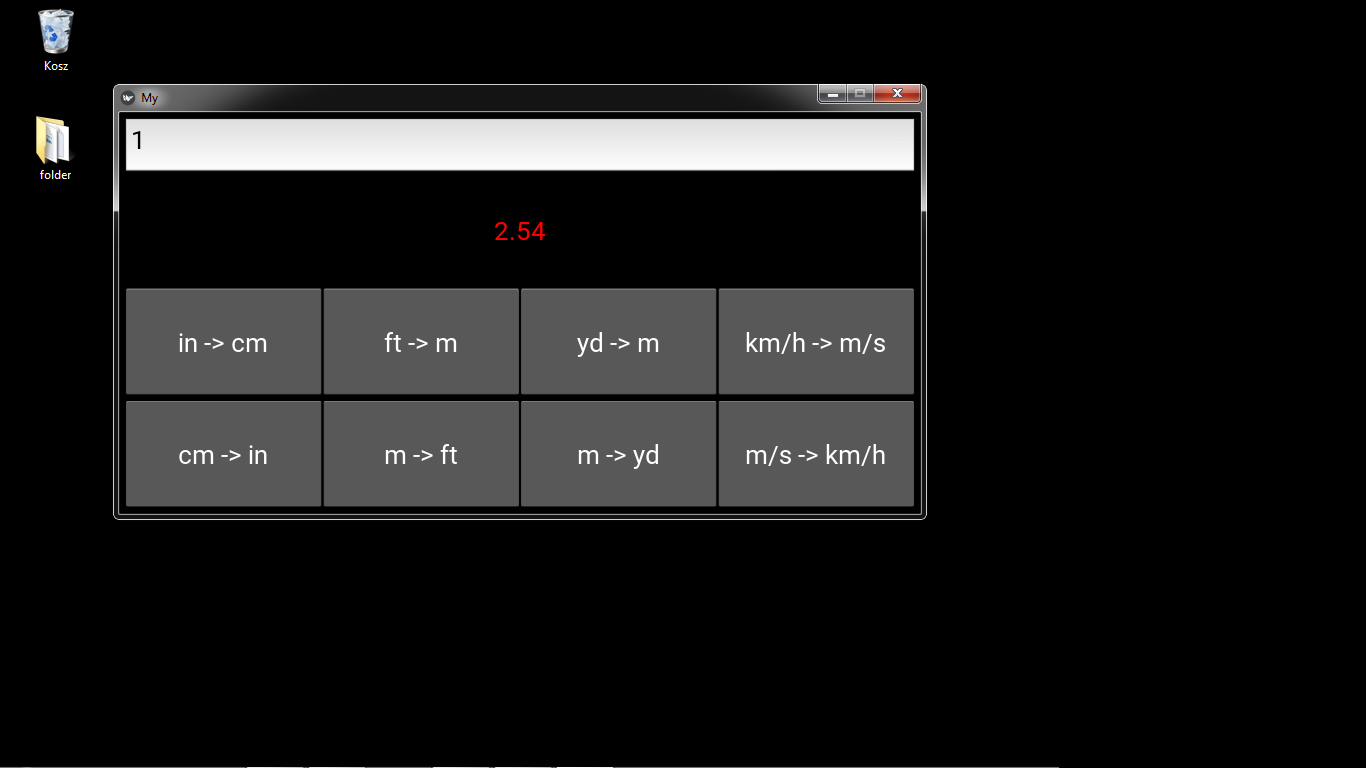 Kosz
folder
My
1
2.54
in -> cm
ft -> m
yd -> m
km/h -> m/s
cm -> in
m -> ft
m -> yd
m/s -> km/h